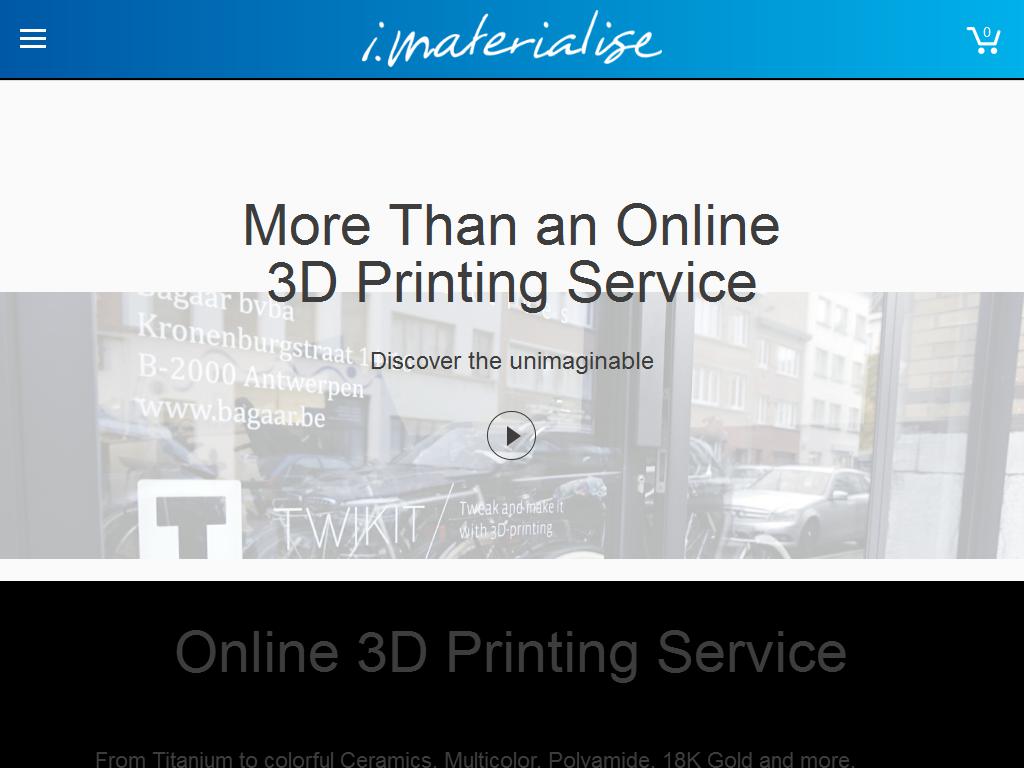 i.materialise
0
More Than an Online
3D Printing Service
Bagaar bvba
Kronenburgstraat 1
B-2000 Antwerpen
www.bagaar.be
Discover the unimaginable
T
TWIKIT
Tweak and make it
with 3D-printing
Online 3D Printing Service
From Titanium to colorful Ceramics, Multicolor, Polyamide, 18K Gold and more,